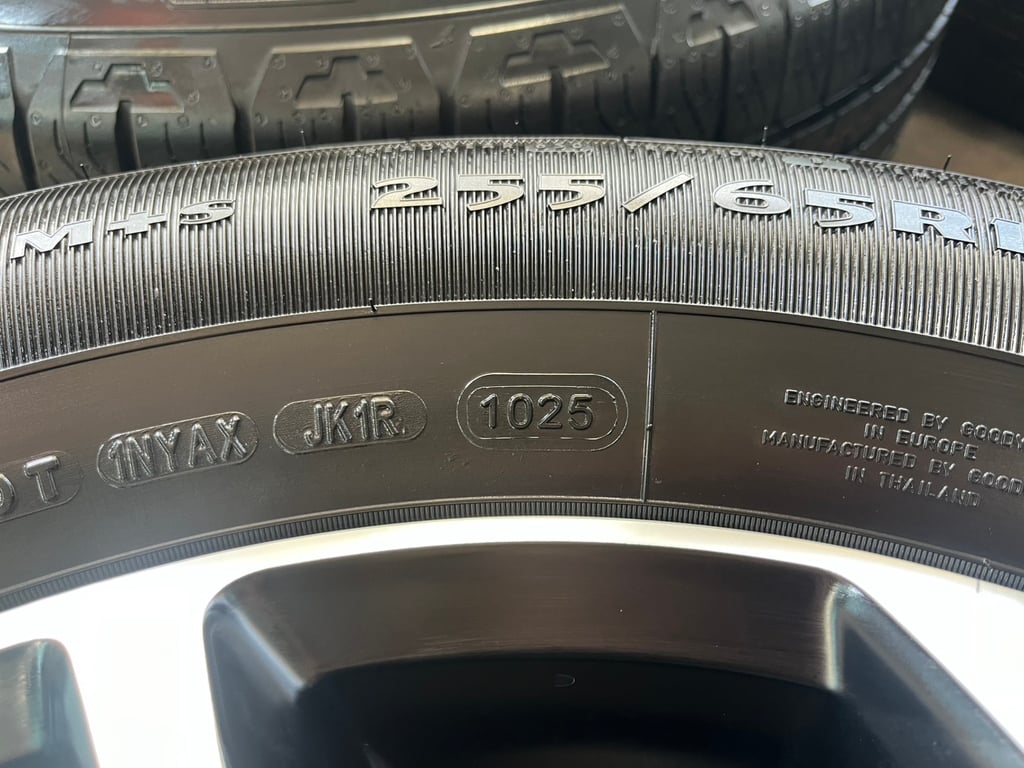 M+S 255/65R1
DOT 1NYAX JK1R 1025
ENGINEERED BY GOODY
IN EUROPE
MANUFACTURED BY GOOD
IN THAILAND